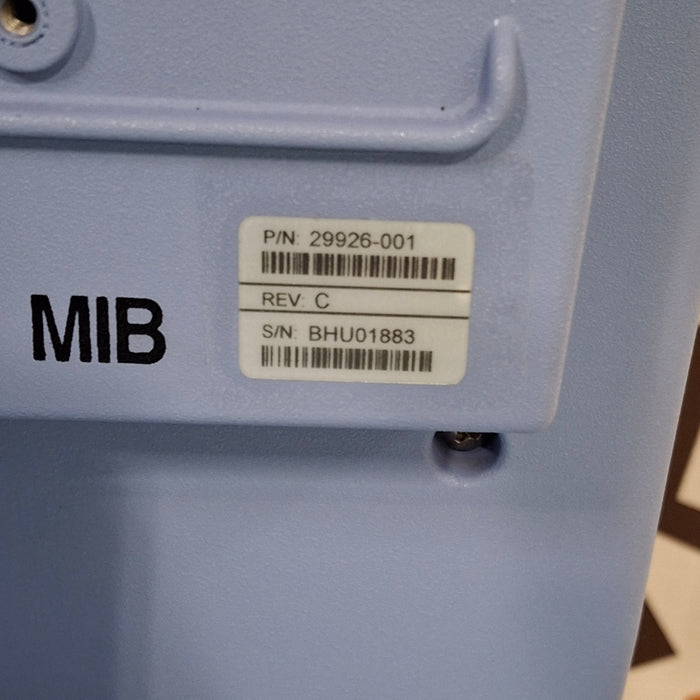 MIB
P/N: 29926-001
REV: C
S/N: BHU01883